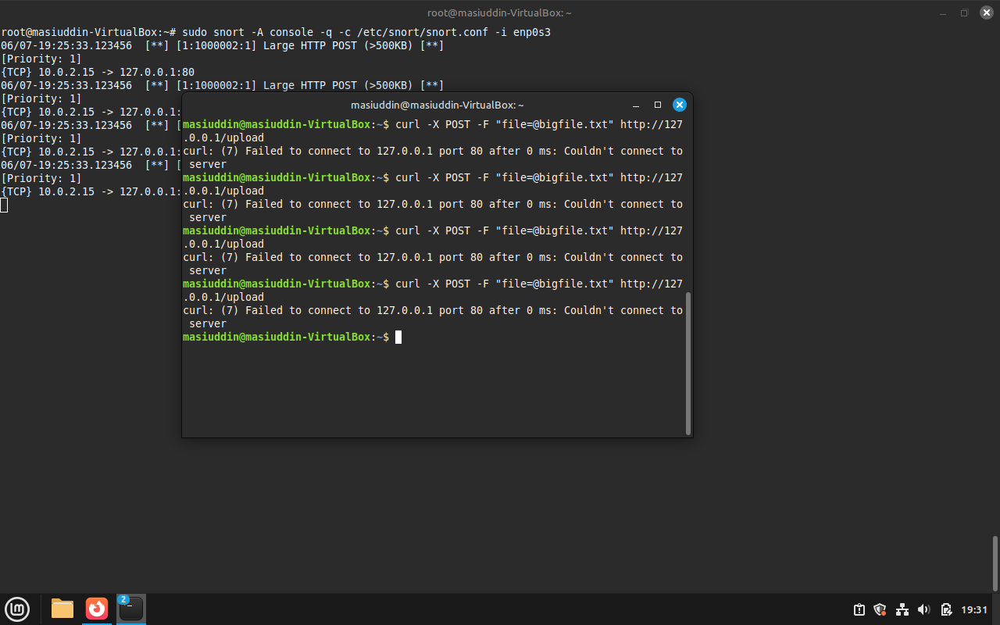 root@masiuddin-VirtualBox: ~
root@masiuddin-VirtualBox:~# sudo snort -A console -q -c /etc/snort/snort.conf -i enp0s3
06/07-19:25:33.123456  [**] [1:1000002:1] Large HTTP POST (>500KB) [**]
[Priority: 1]
{TCP} 10.0.2.15 -> 127.0.0.1:80
06/07-19:25:33.123456  [**] [1:1000002:1] Large HTTP POST (>500KB) [**]
[Priority: 1]
{TCP} 10.0.2.15 -> 127.0.0.1:
06/07-19:25:33.123456  [**] [
[Priority: 1]
{TCP} 10.0.2.15 -> 127.0.0.1:
06/07-19:25:33.123456  [**] [
[Priority: 1]
{TCP} 10.0.2.15 -> 127.0.0.1:
masiuddin@masiuddin-VirtualBox: ~
masiuddin@masiuddin-VirtualBox:~$ curl -X POST -F "file=@bigfile.txt" http://127
.0.0.1/upload
curl: (7) Failed to connect to 127.0.0.1 port 80 after 0 ms: Couldn't connect to
 server
masiuddin@masiuddin-VirtualBox:~$ curl -X POST -F "file=@bigfile.txt" http://127
.0.0.1/upload
curl: (7) Failed to connect to 127.0.0.1 port 80 after 0 ms: Couldn't connect to
 server
masiuddin@masiuddin-VirtualBox:~$ curl -X POST -F "file=@bigfile.txt" http://127
.0.0.1/upload
curl: (7) Failed to connect to 127.0.0.1 port 80 after 0 ms: Couldn't connect to
 server
masiuddin@masiuddin-VirtualBox:~$ curl -X POST -F "file=@bigfile.txt" http://127
.0.0.1/upload
curl: (7) Failed to connect to 127.0.0.1 port 80 after 0 ms: Couldn't connect to
 server
masiuddin@masiuddin-VirtualBox:~$
2
19:31